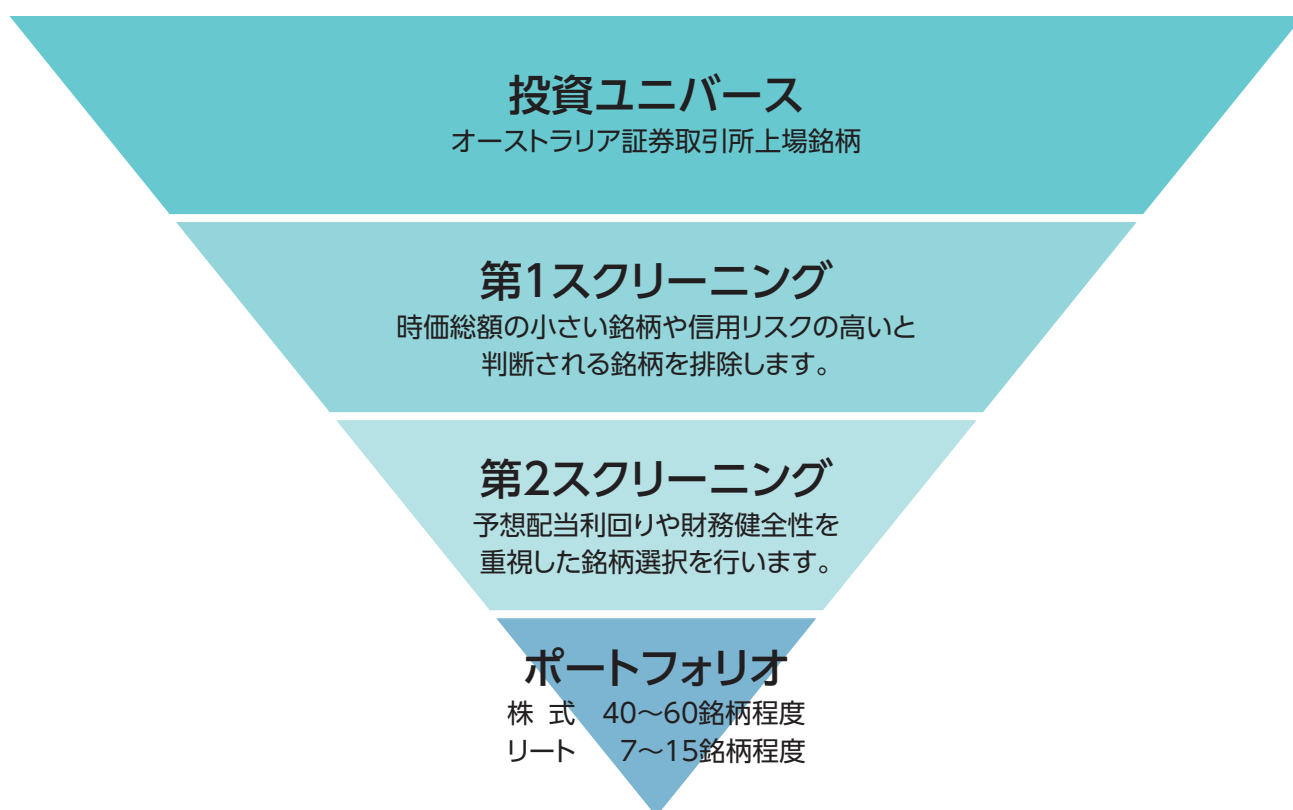 投資ユニバース
オーストラリア証券取引所上場銘柄
第1スクリーニング
時価総額の小さい銘柄や信用リスクの高いと
判断される銘柄を排除します。
第2スクリーニング
予想配当利回りや財務健全性を
重視した銘柄選択を行います。
ポートフォリオ
株 式　40〜60銘柄程度
リート　7〜15銘柄程度